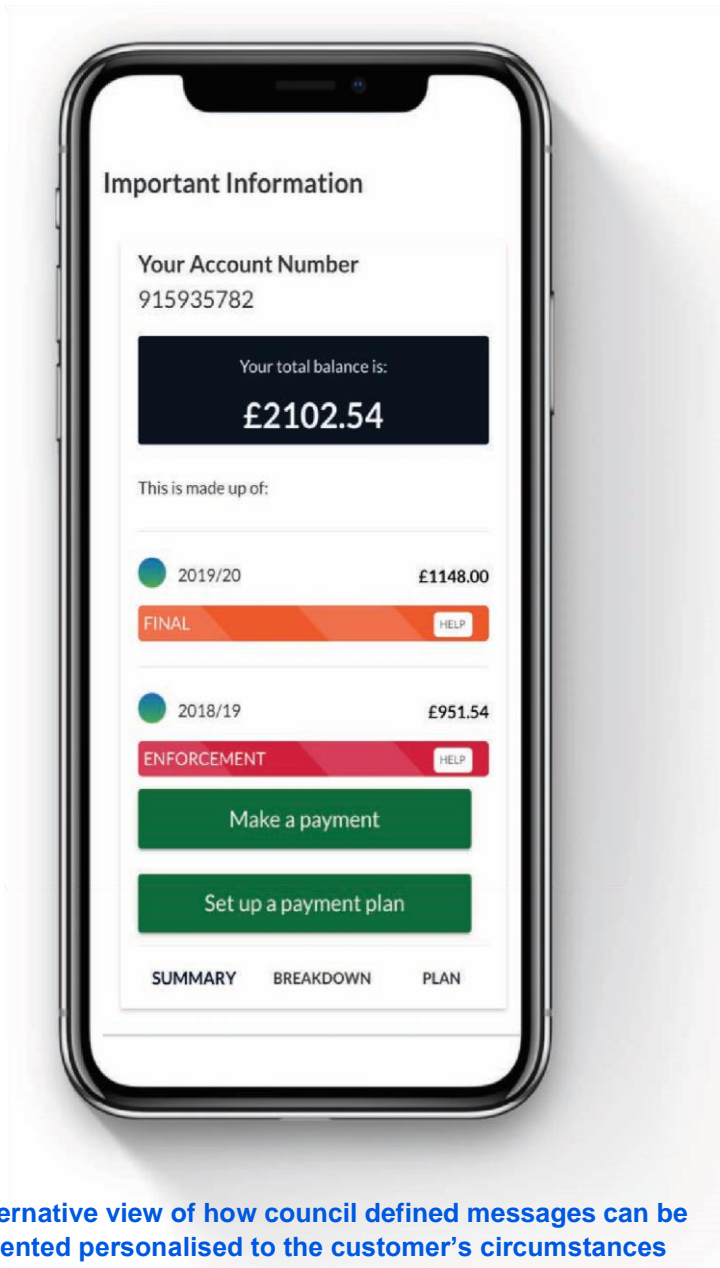 Important Information
Your Account Number
915935782
Your total balance is:
£2102.54
This is made up of:
2019/20 £1148.00
FINAL HELP
2018/19 £951.54
ENFORCEMENT HELP
Make a payment
Set up a payment plan
SUMMARY BREAKDOWN PLAN
ernative view of how council defined messages can be
ented personalised to the customer's circumstances